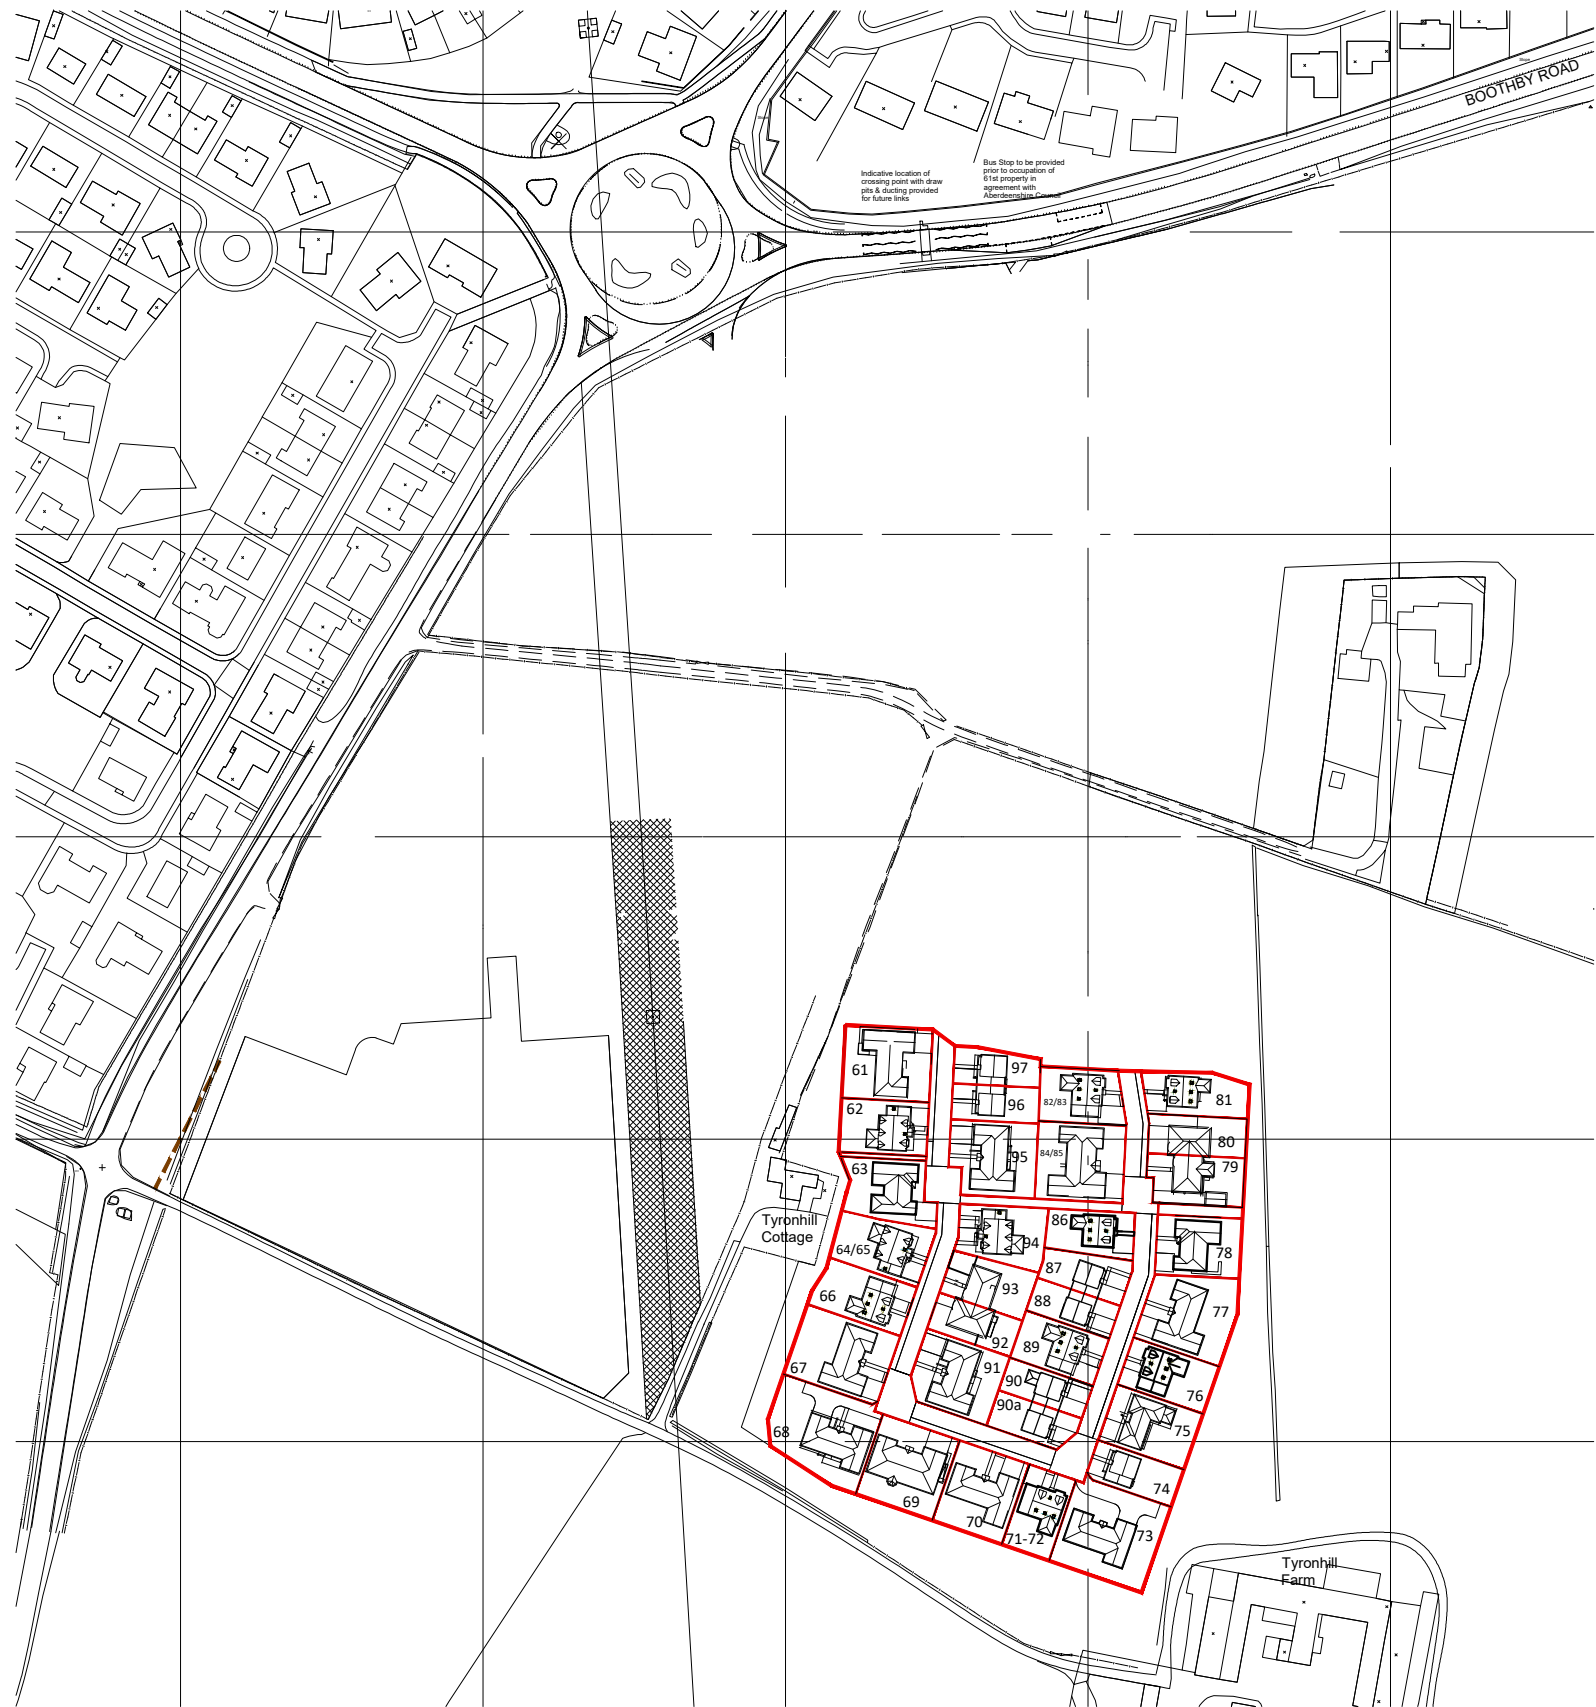 BOOTHBY ROAD
Indicative location of
crossing point with draw
pits & ducting provided
for future links
Bus Stop to be provided
prior to occupation of
61st property in
agreement with
Aberdeenshire Council
61
97
96
62
82/83
81
80
95
84/85
79
63
Tyronhill
Cottage
64/65
94
86
78
87
66
93
88
77
92
89
67
91
90
76
90a
68
75
74
69
70
71-72
73
Tyronhill
Farm